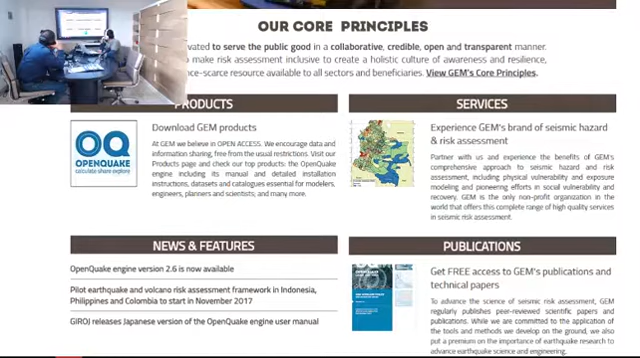 OUR CORE PRINCIPLES
vated to serve the public good in a collaborative, credible, open and transparent manner.
make risk assessment inclusive to create a holistic culture of awareness and resilience,
ce-scarce resource available to all sectors and beneficiaries. View GEM's Core Principles.
PRODUCTS
Download GEM products
OQ
OPENQUAKE
calculate share explore
At GEM we believe in OPEN ACCESS. We encourage data and
information sharing, free from the usual restrictions. Visit our
Products page and check our top products: the OpenQuake
engine including its manual and detailed installation
instructions, datasets and catalogues essential for modelers,
engineers, planners and scientists, and many more.
SERVICES
Experience GEM's brand of seismic hazard
& risk assessment
Partner with us and experience the benefits of GEM's
comprehensive approach to seismic hazard and risk
assessment, including physical vulnerability and exposure
modeling and pioneering efforts in social vulnerability and
recovery. GEM is the only non-profit organization in the
world that offers this complete range of high quality services
in seismic risk assessment.
NEWS & FEATURES
OpenQuake engine version 2.6 is now available
Pilot earthquake and volcano risk assessment framework in Indonesia,
Philippines and Colombia to start in November 2017
GIROJ releases Japanese version of the OpenQuake engine user manual
PUBLICATIONS
Get FREE access to GEM's publications and
technical papers
To advance the science of seismic risk assessment, GEM
regularly publishes peer-reviewed scientific papers and
publications. While we are committed to the application of
the tools and methods we develop on the ground, we also
put a premium on the importance of earthquake research to
advance earthquake science and engineering.